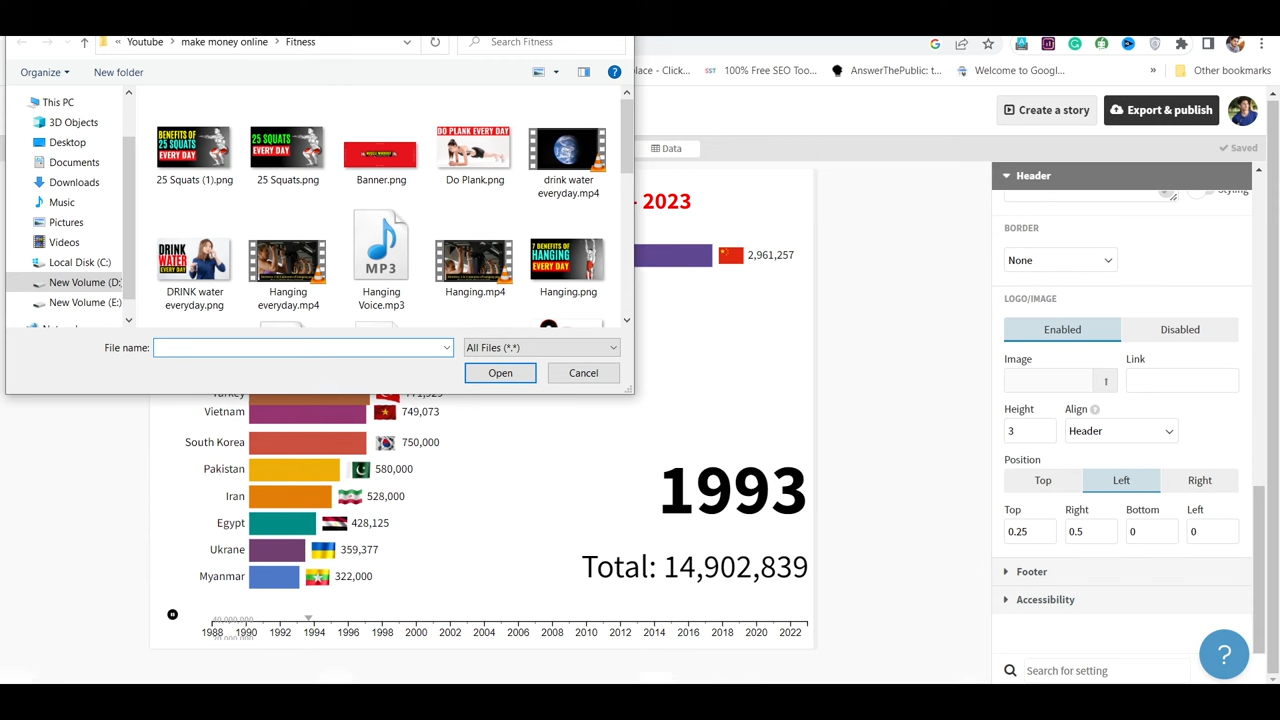 Youtube
make money online
Fitness
Search Fitness
Organize
New folder
This PC
3D Objects
Desktop
Documents
Downloads
Music
Pictures
Videos
Local Disk (C:)
New Volume (D:
New Volume (E:)
BENEFITS OF
25 SQUATS
EVERY DAY
25 Squats (1).png
25 SQUATS
EVERY DAY
25 Squats.png
Banner.png
DO PLANK EVERY DAY
Do Plank.png
drink water
everyday.mp4
DRINK
WATER
EVERY DAY
DRINK water
everyday.png
Hanging
everyday.mp4
MP3
Hanging
Voice.mp3
Hanging.mp4
7 BENEFITS OF
HANGING
EVERY DAY
Hanging.png
File name:
All Files (*.*)
Open
Cancel
place - Click...
SST
100% Free SEO Too...
AnswerThePublic: t...
Welcome to Googl...
»
Other bookmarks
Create a story
Export & publish
Data
Saved
- 2023
2,961,257
Vietnam
749,073
South Korea
750,000
Pakistan
580,000
Iran
528,000
Egypt
428,125
Ukrane
359,377
Myanmar
322,000
1993
Total: 14,902,839
1988 1990 1992 1994 1996 1998 2000 2002 2004 2006 2008 2010 2012 2014 2016 2018 2020 2022
Header
Styling
BORDER
None
LOGO/IMAGE
Enabled
Disabled
Image
Link
Height
Align
3
Header
Position
Top
Left
Right
Top
Right
Bottom
Left
0.25
0.5
0
0
Footer
Accessibility
Search for setting
?